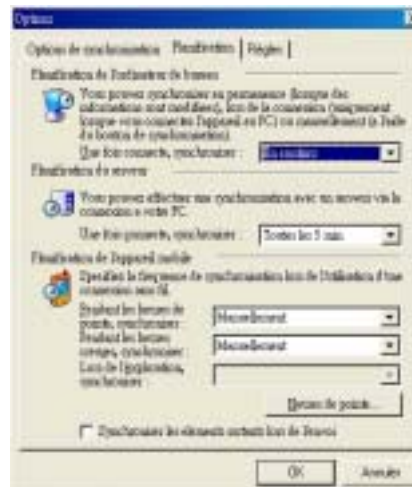 Options
Options de synchronisation Planification Règles
Planification de l'ordinateur de bureau
Vous pouvez synchroniser en permanence (lorsque des
informations sont modifiées), lors de la connexion (uniquement
lorsque vous connectez l'appareil au PC) ou manuellement (à l'aide
du bouton de synchronisation).
Une fois connecté, synchroniser :
En continu
Planification du serveur
Vous pouvez effectuer une synchronisation avec un serveur via la
connexion à votre PC.
Une fois connecté, synchroniser : Toutes les 5 min
Planification de l'appareil mobile
Spécifiez la fréquence de synchronisation lors de l'utilisation d'une
connexion sans fil.
Pendant les heures de
pointe, synchroniser :
Manuellement
Pendant les heures
creuses, synchroniser :
Manuellement
Lors de
synchroniser :
Heures de pointe...
Synchroniser les éléments sortants lors de l'envoi
OK Annuler